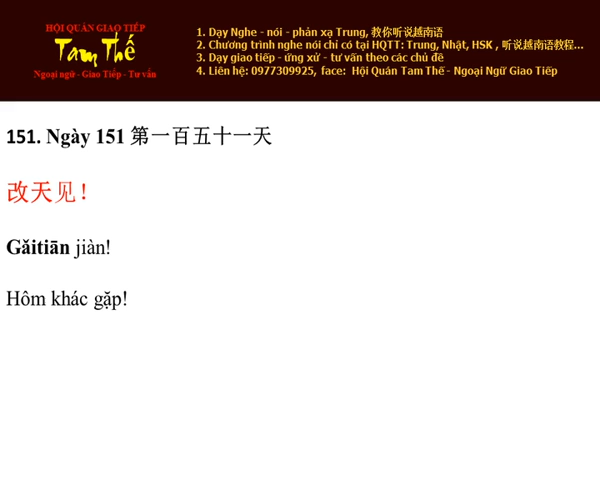 HỘI QUÁN GIAO TIẾP
Tam Thế
Ngoại ngữ - Giao Tiếp - Tư vấn
1. Dạy Nghe - nói - phản xạ Trung, 教你听说越南语
2. Chương trình nghe nói chỉ có tại HQTT: Trung, Nhật, HSK , 听说越南语教程...
3. Dạy giao tiếp - ứng xử - tư vấn theo các chủ đề
4. Liên hệ: 0977309925, face: Hội Quán Tam Thế - Ngoại Ngữ Giao Tiếp
151. Ngày 151 第一百五十一天
改天见！
Gǎitiān jiàn!
Hôm khác gặp!